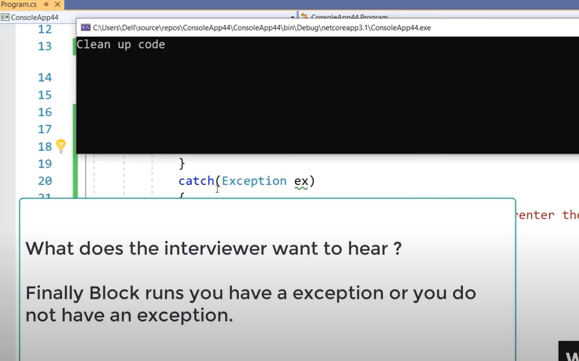 Program.cs
ConsoleApp44
ConsoleApp44.Program
C:\Users\Dell\source\repos\ConsoleApp44\ConsoleApp44\bin\Debug\netcoreapp3.1\ConsoleApp44.exe
Clean up code
12
13
14
15
16
17
18
19 }
20 catch(Exception ex)
21 {
enter the
What does the interviewer want to hear ?
Finally Block runs you have a exception or you do
not have an exception.